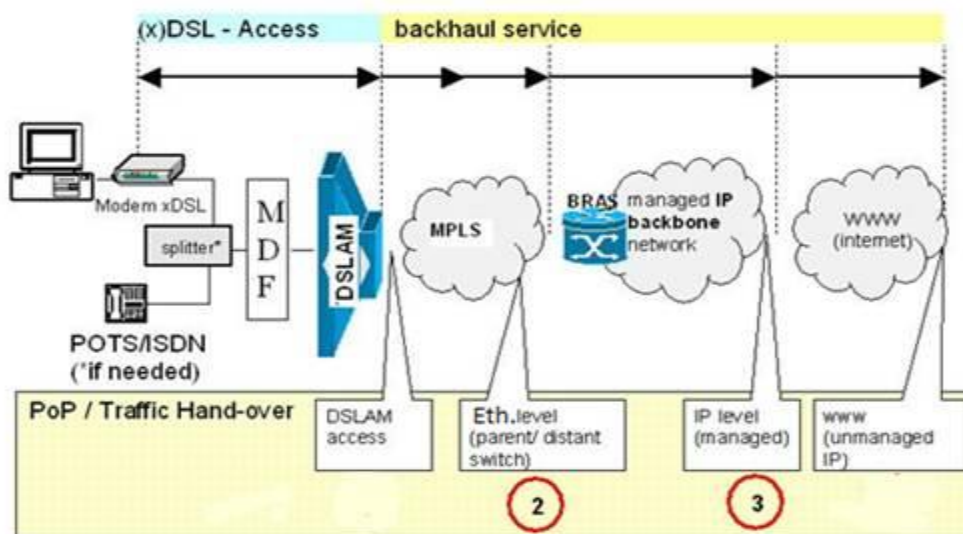 (x)DSL - Access
backhaul service
Modem xDSL
splitter*
M
D
F
POTS/ISDN
(*if needed)
DSLAM
MPLS
BRAS
managed IP
backbone
network
WWW
(internet)
PoP / Traffic Hand-over
DSLAM
access
Eth.level
(parent/ distant
switch)
IP level
(managed)
www
(unmanaged
IP)
2
3